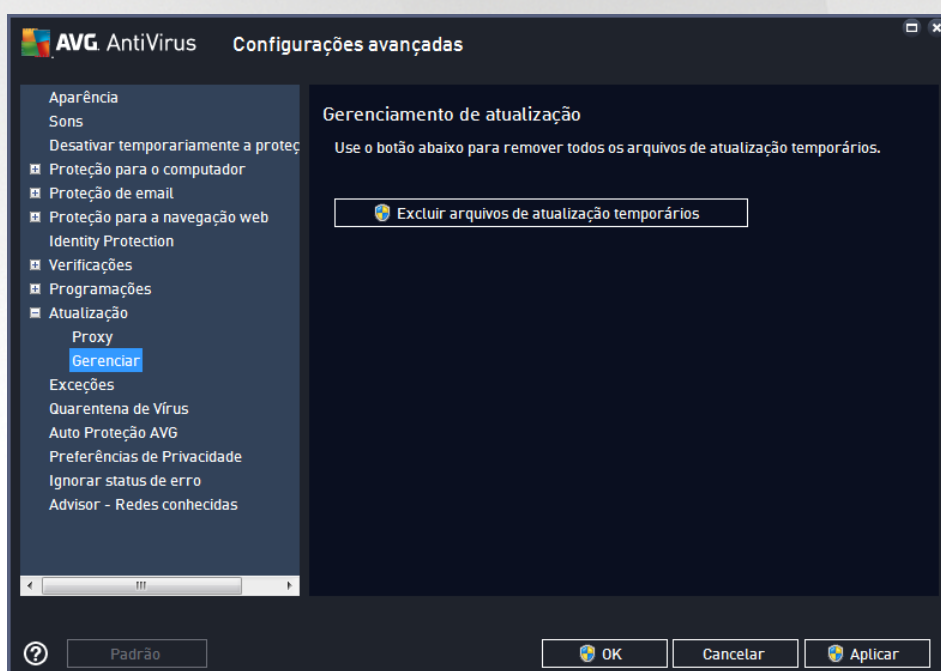 AVG. AntiVirus Configurações avançadas
Aparência
Sons
Desativar temporariamente a proteç
Proteção para o computador
Proteção de email
Proteção para a navegação web
Identity Protection
Verificações
Programações
Atualização
Proxy
Gerenciar
Exceções
Quarentena de Vírus
Auto Proteção AVG
Preferências de Privacidade
Ignorar status de erro
Advisor - Redes conhecidas
Gerenciamento de atualização
Use o botão abaixo para remover todos os arquivos de atualização temporários.
Excluir arquivos de atualização temporários
Padrão
OK
Cancelar
Aplicar